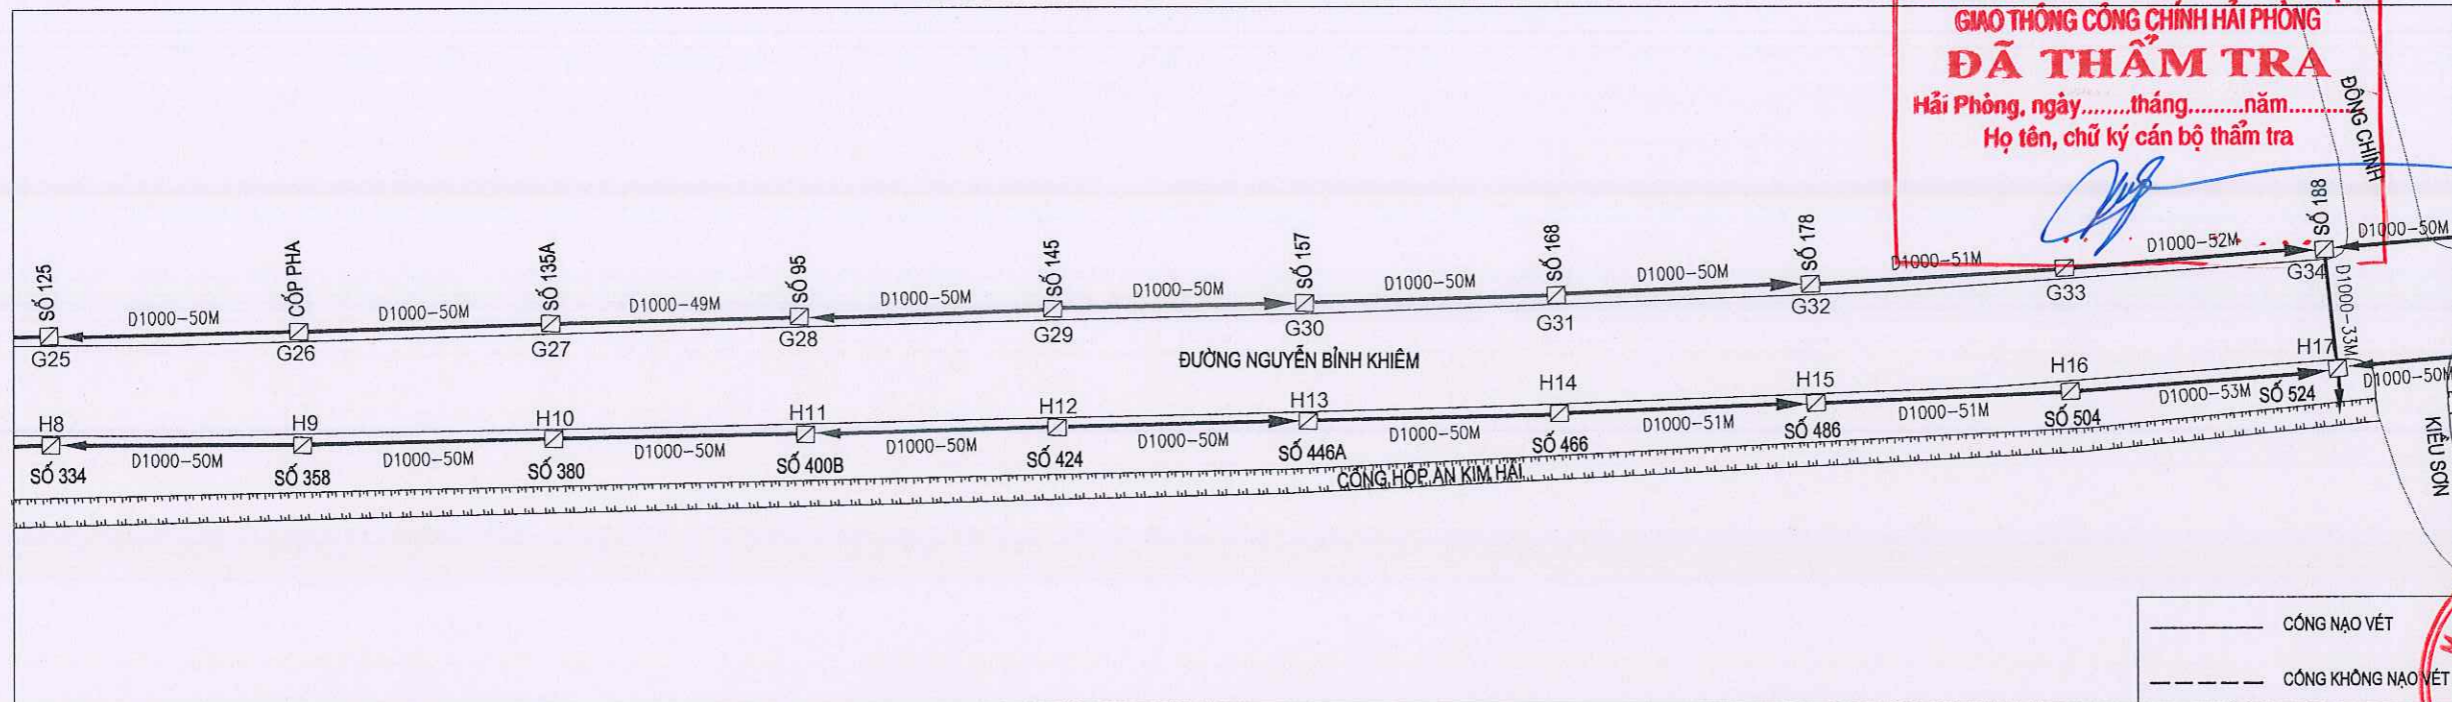 GIAO THÔNG CÔNG CHÍNH HẢI PHÒNG
ĐÃ THẨM TRA
Hải Phòng, ngày........tháng.........năm...........
Họ tên, chữ ký cán bộ thẩm tra
ĐÔNG CHÍNH
SỐ 125
CỐP PHA
SỐ 135A
SỐ 95
SỐ 145
SỐ 157
SỐ 168
SỐ 178
SỐ 188
D1000-50M
D1000-50M
D1000-49M
D1000-50M
D1000-50M
D1000-50M
D1000-50M
D1000-51M
D1000-52M
D1000-50M
G25
G26
G27
G28
G29
G30
G31
G32
G33
G34
D1000-33M
ĐƯỜNG NGUYỄN BỈNH KHIÊM
H8
H9
H10
H11
H12
H13
H14
H15
H16
H17
D1000-50M
D1000-50M
D1000-50M
D1000-50M
D1000-50M
D1000-50M
D1000-51M
D1000-51M
D1000-53M
D1000-50M
SỐ 334
SỐ 358
SỐ 380
SỐ 400B
SỐ 424
SỐ 446A
SỐ 466
SỐ 486
SỐ 504
SỐ 524
CỐNG HỘP AN KIM HẢI
KIỀU SƠN
CỐNG NẠO VÉT
CỐNG KHÔNG NẠO VÉT